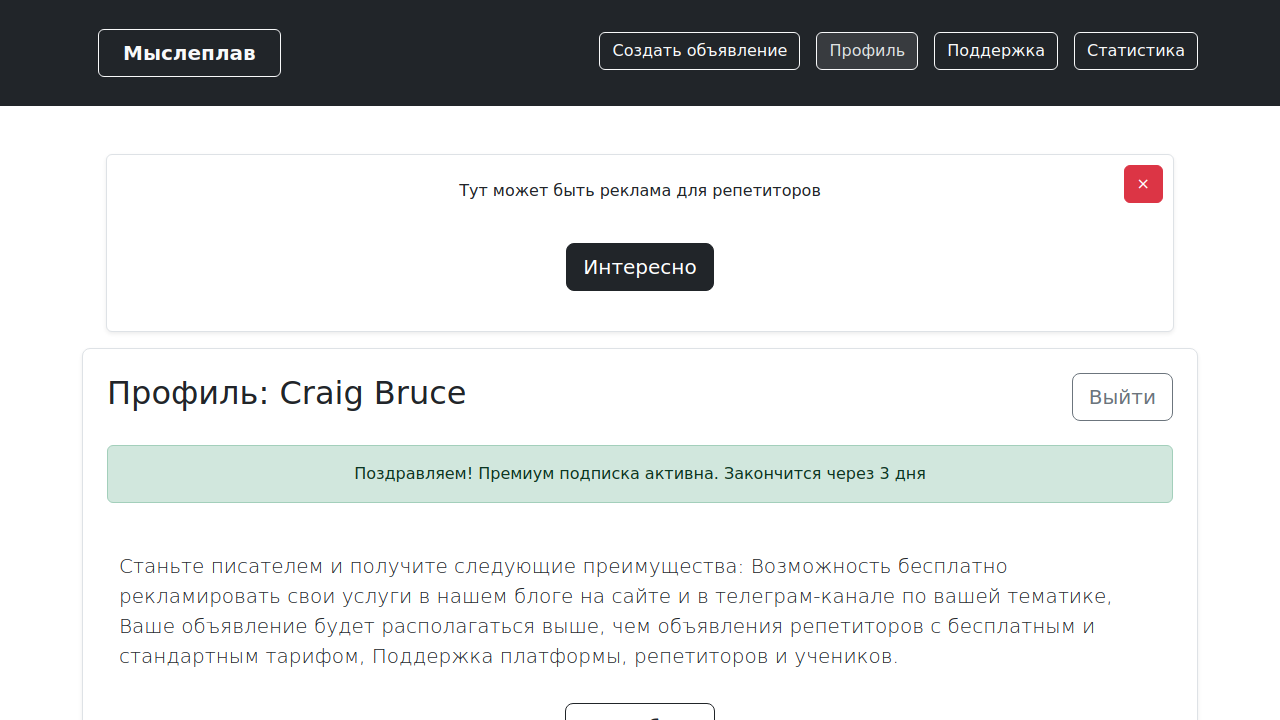 Мыслеплав
Создать объявление
Профиль
Поддержка
Статистика
Тут может быть реклама для репетиторов
×
Интересно
Профиль: Craig Bruce
Выйти
Поздравляем! Премиум подписка активна. Закончится через 3 дня
Станьте писателем и получите следующие преимущества: Возможность бесплатно
рекламировать свои услуги в нашем блоге на сайте и в телеграм-канале по вашей тематике,
Ваше объявление будет располагаться выше, чем объявления репетиторов с бесплатным и
стандартным тарифом, Поддержка платформы, репетиторов и учеников.